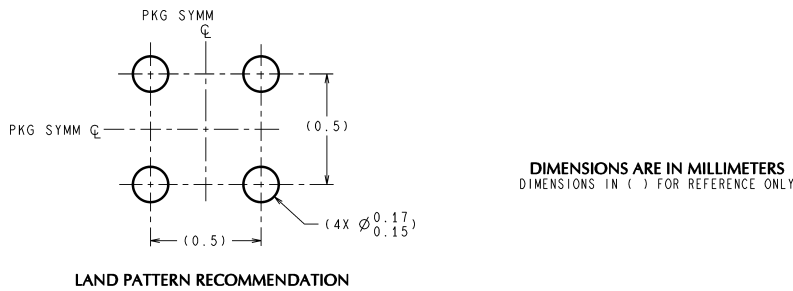 PKG SYMM
℄
PKG SYMM ℄
(0.5)
DIMENSIONS ARE IN MILLIMETERS
DIMENSIONS IN ( ) FOR REFERENCE ONLY
(4X Ø 0.17
0.15)
(0.5)
LAND PATTERN RECOMMENDATION